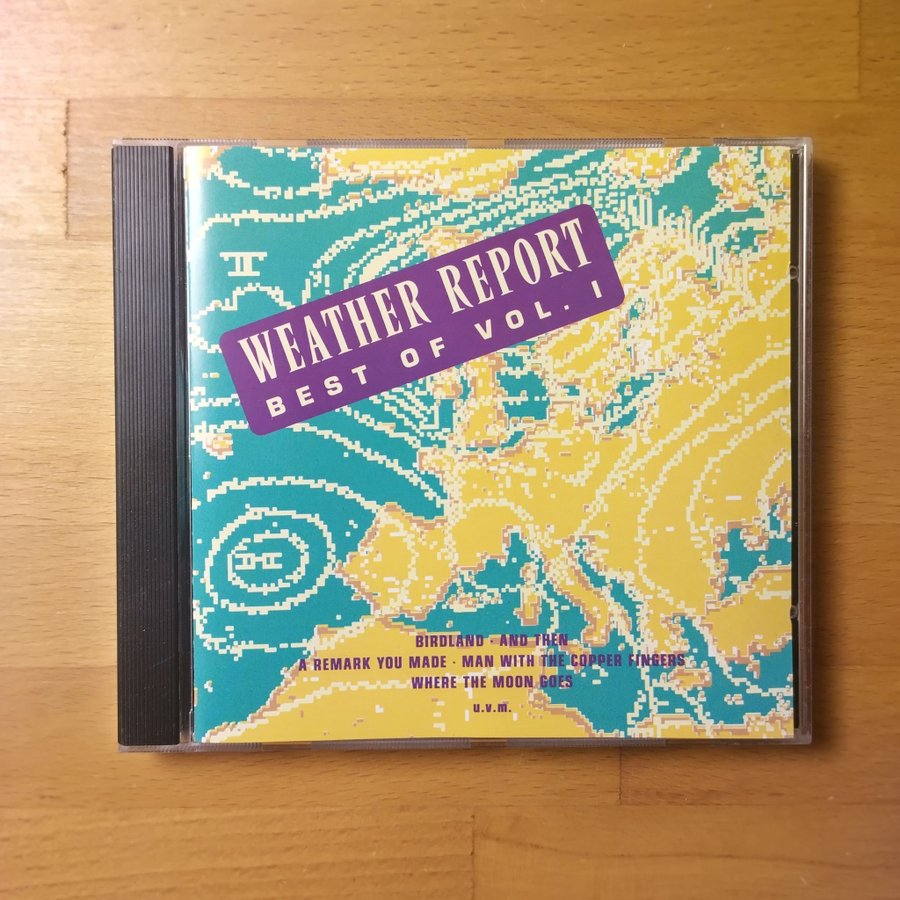 WEATHER REPORT
BEST OF VOL. I
H
H
BIRDLAND · AND THEN
A REMARK YOU MADE · MAN WITH THE COPPER FINGERS
WHERE THE MOON GOES
u.v.m.